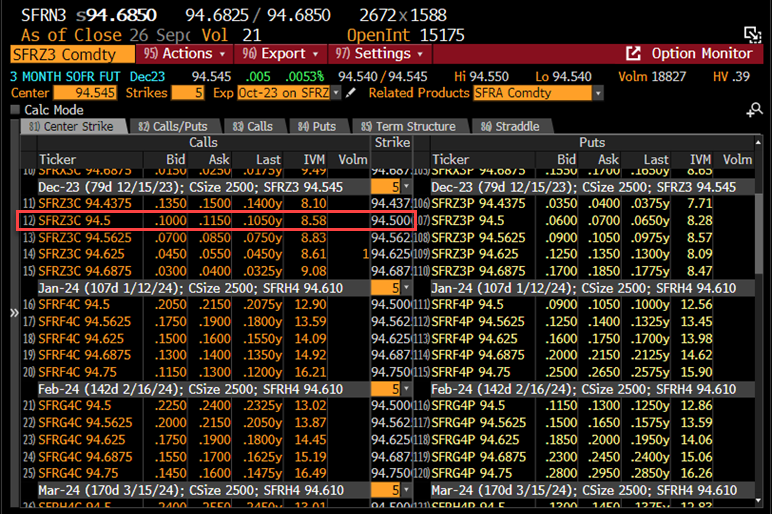 SFRN3 s94.6850 94.6825 / 94.6850 2672 x 1588
As of Close 26 Sep Vol 21 OpenInt 15175
SFRZ3 Comdty 95) Actions 96) Export 97) Settings Option Monitor
3 MONTH SOFR FUT Dec23 94.545 .005 .0053% 94.540 / 94.545 Hi 94.550 Lo 94.540 Volm 18827 HV .39
Center 94.545 Strikes 5 Exp Oct-23 on SFRZ Related Products SFRA Comdty
Calc Mode
81) Center Strike 82) Calls/Puts 83) Calls 84) Puts 85) Term Structure 86) Straddle
Calls Strike Puts
Ticker Bid Ask Last IVM Volm Ticker Bid Ask Last IVM Volm
10) SFRX3C 94.6875 .0150 .0250 .0175y 9.49 94.687
Dec-23 (79d 12/15/23); CSize 2500; SFRZ3 94.545 5 Dec-23 (79d 12/15/23); CSize 2500; SFRZ3 94.545
11) SFRZ3C 94.4375 .1350 .1500 .1400y 8.10 94.437 106) SFRZ3P 94.4375 .0350 .0400 .0375y 7.71
12) SFRZ3C 94.5 .1000 .1150 .1050y 8.58 94.500 107) SFRZ3P 94.5 .0600 .0700 .0650y 8.28
13) SFRZ3C 94.5625 .0700 .0850 .0750y 8.83 94.562 108) SFRZ3P 94.5625 .0900 .1050 .0975y 8.57
14) SFRZ3C 94.625 .0450 .0550 .0450y 8.61 1 94.625 109) SFRZ3P 94.625 .1250 .1350 .1350y 8.09
15) SFRZ3C 94.6875 .0300 .0400 .0325y 9.08 94.687 110) SFRZ3P 94.6875 .1700 .1850 .1775y 8.47
Jan-24 (107d 1/12/24); CSize 2500; SFRH4 94.610 5 Jan-24 (107d 1/12/24); CSize 2500; SFRH4 94.610
16) SFRF4C 94.5 .2050 .2150 .2075y 12.90 94.500 111) SFRF4P 94.5 .0900 .1050 .1000y 12.56
17) SFRF4C 94.5625 .1750 .1900 .1800y 13.59 94.562 112) SFRF4P 94.5625 .1250 .1400 .1325y 13.45
18) SFRF4C 94.625 .1500 .1600 .1550y 14.09 94.625 113) SFRF4P 94.625 .1600 .1750 .1700y 13.98
19) SFRF4C 94.6875 .1300 .1400 .1350y 14.92 94.687 114) SFRF4P 94.6875 .2000 .2150 .2125y 14.62
20) SFRF4C 94.75 .1150 .1300 .1200y 16.21 94.750 115) SFRF4P 94.75 .2500 .2650 .2575y 15.90
Feb-24 (142d 2/16/24); CSize 2500; SFRH4 94.610 5 Feb-24 (142d 2/16/24); CSize 2500; SFRH4 94.610
21) SFRG4C 94.5 .2250 .2400 .2325y 13.02 94.500 116) SFRG4P 94.5 .1150 .1300 .1250y 12.86
22) SFRG4C 94.5625 .2000 .2150 .2050y 13.87 94.562 117) SFRG4P 94.5625 .1500 .1650 .1575y 13.59
23) SFRG4C 94.625 .1750 .1900 .1800y 14.45 94.625 118) SFRG4P 94.625 .1850 .2000 .1950y 14.06
24) SFRG4C 94.6875 .1550 .1700 .1625y 15.19 94.687 119) SFRG4P 94.6875 .2300 .2450 .2400y 15.06
25) SFRG4C 94.75 .1450 .1600 .1475y 16.49 94.750 120) SFRG4P 94.75 .2800 .2950 .2850y 16.26
Mar-24 (170d 3/15/24); CSize 2500; SFRH4 94.610 5 Mar-24 (170d 3/15/24); CSize 2500; SFRH4 94.610